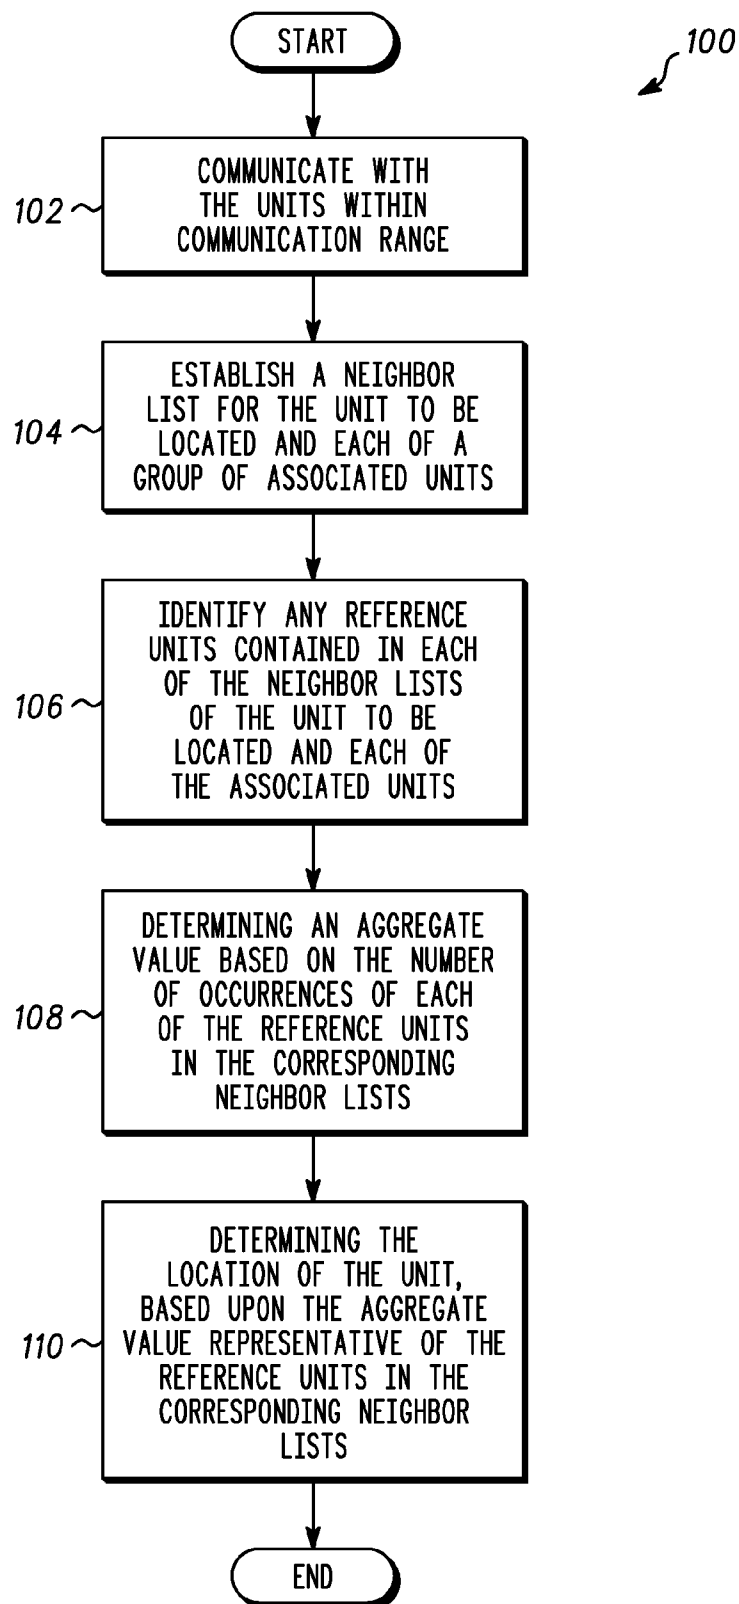 START
100
102
COMMUNICATE WITH
THE UNITS WITHIN
COMMUNICATION RANGE
104
ESTABLISH A NEIGHBOR
LIST FOR THE UNIT TO BE
LOCATED AND EACH OF A
GROUP OF ASSOCIATED UNITS
106
IDENTIFY ANY REFERENCE
UNITS CONTAINED IN EACH
OF THE NEIGHBOR LISTS
OF THE UNIT TO BE
LOCATED AND EACH OF
THE ASSOCIATED UNITS
108
DETERMINING AN AGGREGATE
VALUE BASED ON THE NUMBER
OF OCCURRENCES OF EACH
OF THE REFERENCE UNITS
IN THE CORRESPONDING
NEIGHBOR LISTS
110
DETERMINING THE
LOCATION OF THE UNIT,
BASED UPON THE AGGREGATE
VALUE REPRESENTATIVE OF THE
REFERENCE UNITS IN THE
CORRESPONDING NEIGHBOR
LISTS
END